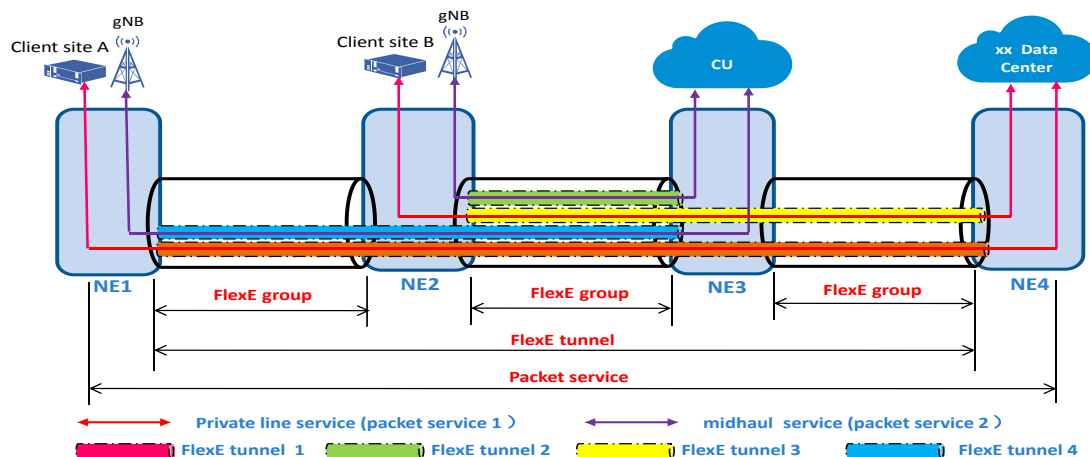 gNB
gNB
Client site A
Client site B
CU
xx Data
Center
NE1
NE2
NE3
NE4
FlexE group
FlexE group
FlexE group
FlexE tunnel
Packet service
Private line service (packet service 1）
midhaul service (packet service 2）
FlexE tunnel 1
FlexE tunnel 2
FlexE tunnel 3
FlexE tunnel 4